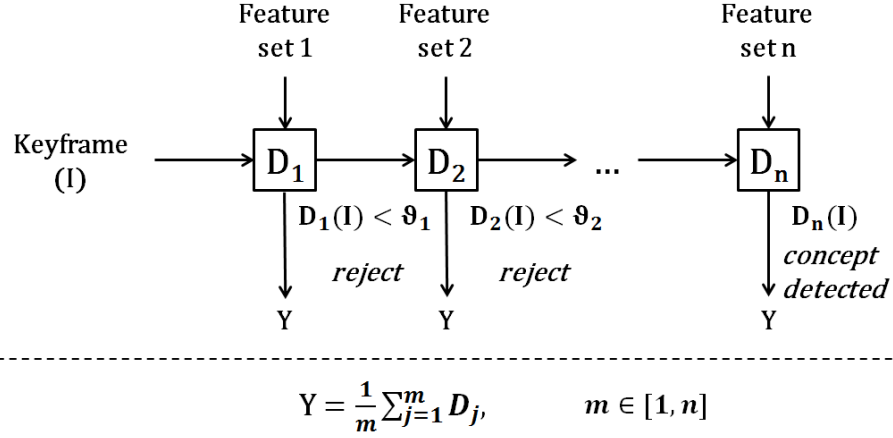 Feature set 1
Feature set 2
Feature set n
Keyframe (I)
D₁
D₂
...
Dₙ
D₁(I) < ϑ₁
reject
D₂(I) < ϑ₂
reject
Dₙ(I)
concept detected
Y
Y
Y
Y = 1/m ∑ⱼ₌₁ᵐ Dⱼ, m ∈ [1, n]